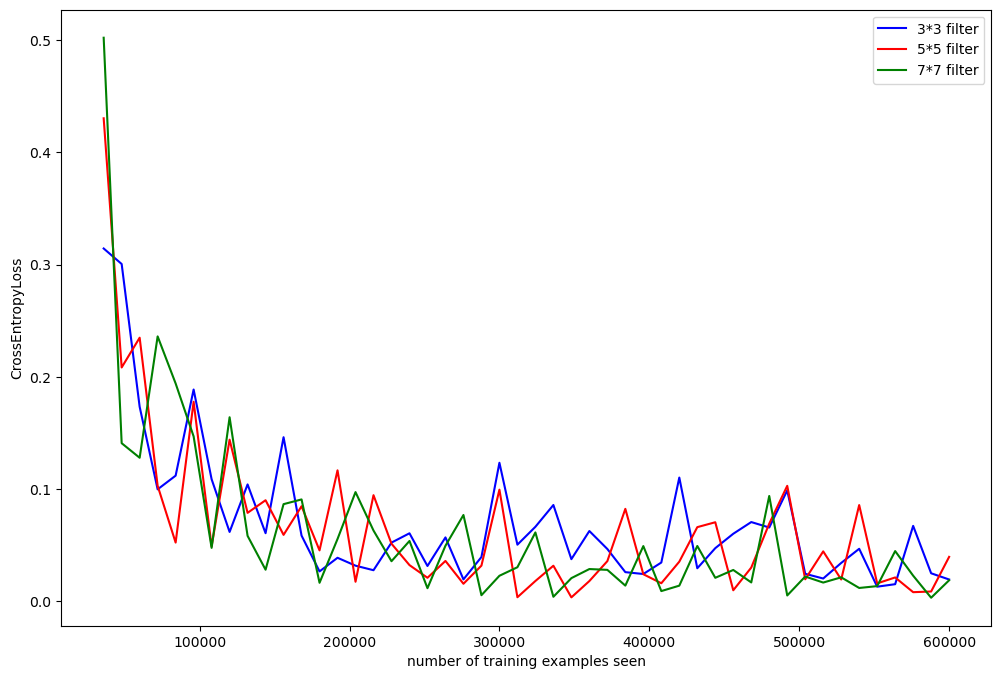 3*3 filter
5*5 filter
7*7 filter
CrossEntropyLoss
0.5
0.4
0.3
0.2
0.1
0.0
100000 200000 300000 400000 500000 600000
number of training examples seen